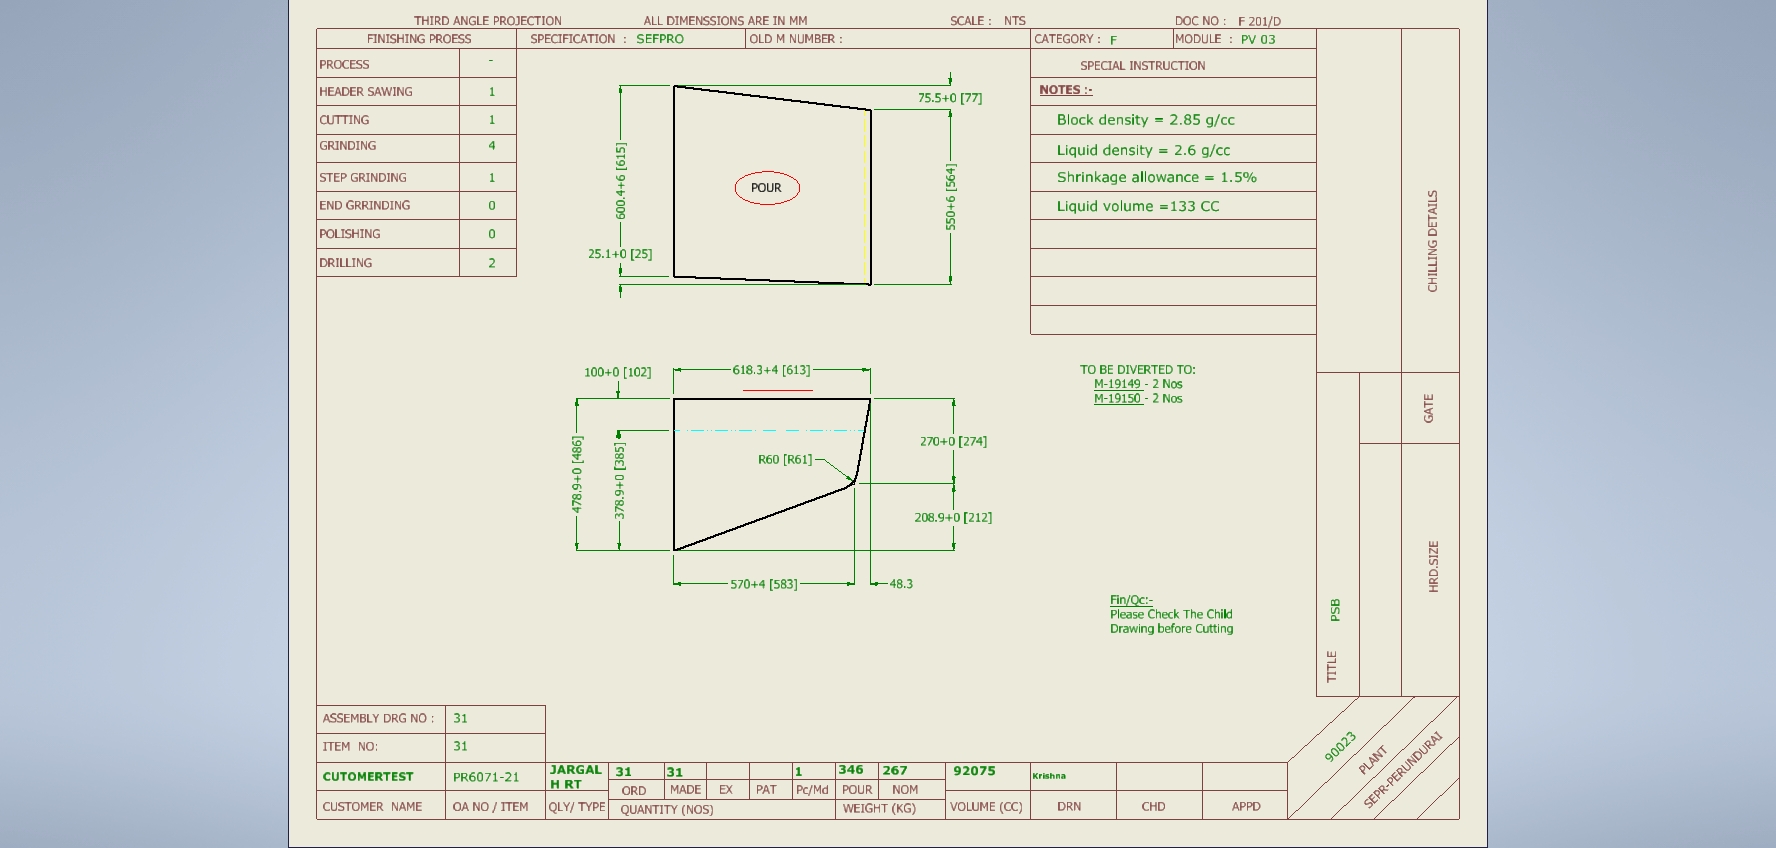 THIRD ANGLE PROJECTION ALL DIMENSSIONS ARE IN MM SCALE : NTS DOC NO : F 201/D
FINISHING PROESS SPECIFICATION : SEFPRO OLD M NUMBER : CATEGORY : F MODULE : PV 03
PROCESS -
HEADER SAWING 1
CUTTING 1
GRINDING 4
STEP GRINDING 1
END GRRINDING 0
POLISHING 0
DRILLING 2
75.5+0 [77]
600.4+6 [615]
POUR
550+6 [564]
25.1+0 [25]
SPECIAL INSTRUCTION
NOTES :-
Block density = 2.85 g/cc
Liquid density = 2.6 g/cc
Shrinkage allowance = 1.5%
Liquid volume =133 CC
CHILLING DETAILS
100+0 [102]
618.3+4 [613]
478.9+0 [486]
378.9+0 [385]
R60 [R61]
270+0 [274]
208.9+0 [212]
570+4 [583]
48.3
TO BE DIVERTED TO:
M-19149 - 2 Nos
M-19150 - 2 Nos
GATE
HRD.SIZE
TITLE PSB
Fin/Qc:-
Please Check The Child
Drawing before Cutting
ASSEMBLY DRG NO : 31
ITEM NO: 31
CUTOMERTEST PR6071-21
CUSTOMER NAME OA NO / ITEM
JARGAL
H RT
QLY/ TYPE
31 31 1 346 267 92075 Krishna
ORD MADE EX PAT Pc/Md POUR NOM
QUANTITY (NOS) WEIGHT (KG) VOLUME (CC) DRN CHD APPD
90023
PLANT
SEPR-PERUNDURAI